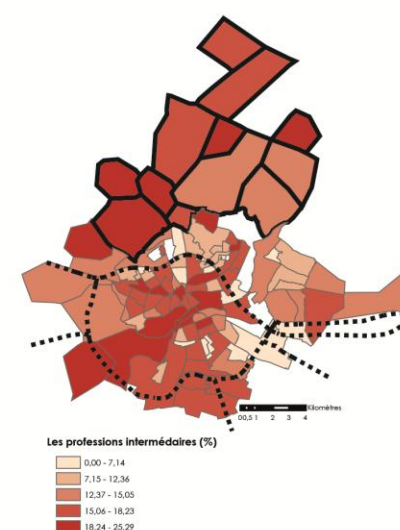 Kilomètres
00,5 1 2 3 4
Les professions intermédaires (%)
0,00 - 7,14
7,15 - 12,36
12,37 - 15,05
15,06 - 18,23
18,24 - 25,29